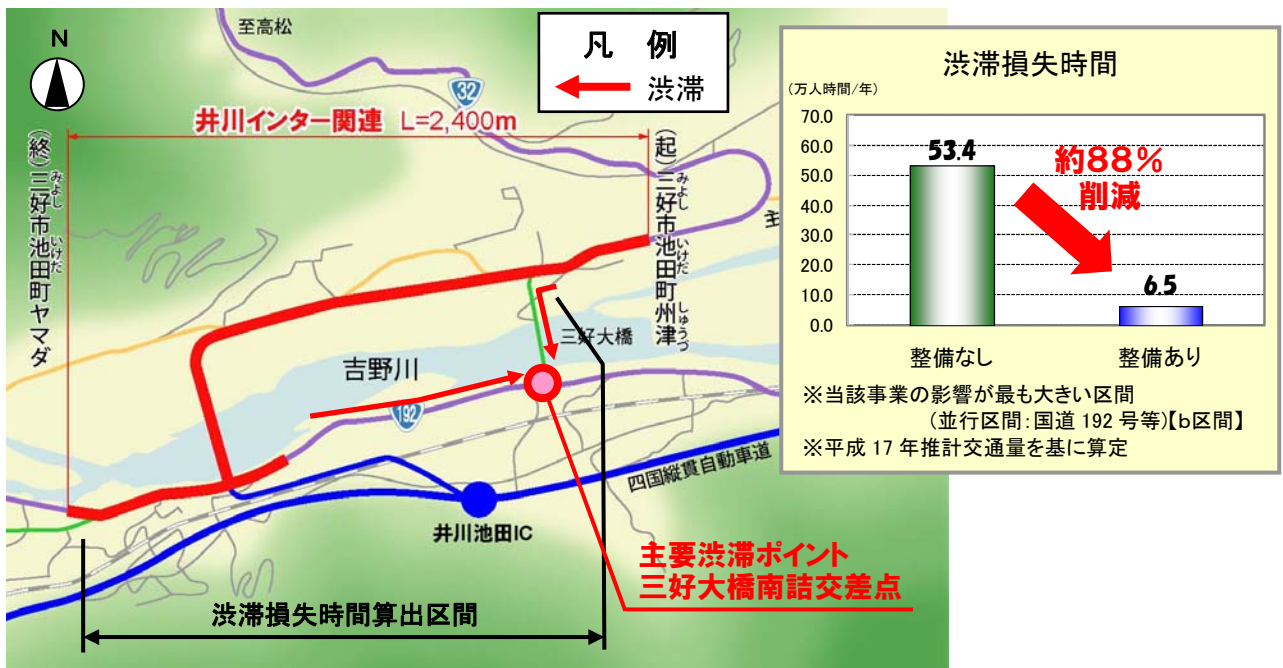 N
至高松
凡 例
渋滞
32
井川インター関連 L=2,400m
(終)三好市池田町ヤマダ
みよし
いけだ
(起)三好市池田町州津
みよし
いけだ
しゅうづ
主
三好大橋
吉野川
192
四国縦貫自動車道
井川池田IC
主要渋滞ポイント
三好大橋南詰交差点
渋滞損失時間算出区間
渋滞損失時間
(万人時間/年)
70.0
60.0
50.0
40.0
30.0
20.0
10.0
0.0
53.4
約88%
削減
6.5
整備なし
整備あり
※当該事業の影響が最も大きい区間
(並行区間:国道192号等)【b区間】
※平成17年推計交通量を基に算定